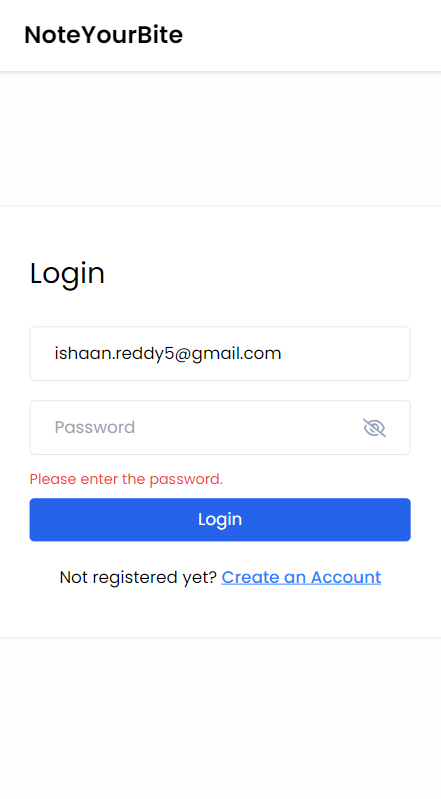 NoteYourBite
Login
ishaan.reddy5@gmail.com
Password
Please enter the password.
Login
Not registered yet? Create an Account